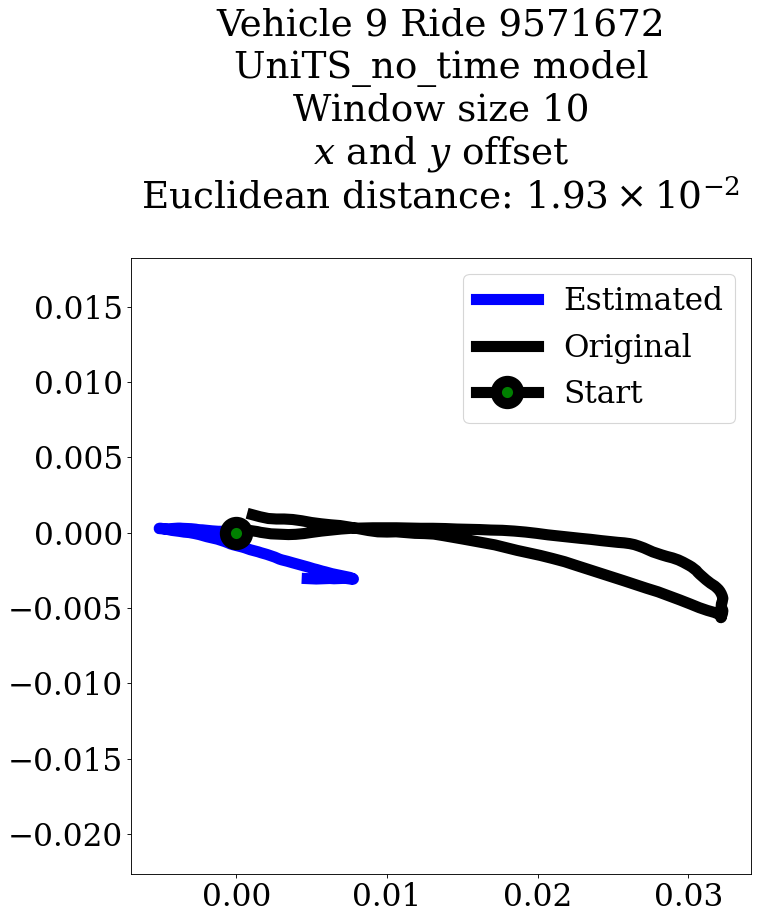 Vehicle 9 Ride 9571672
UniTS_no_time model
Window size 10
x and y offset
Euclidean distance: 1.93 × 10⁻²
Estimated
Original
Start
0.015
0.010
0.005
0.000
−0.005
−0.010
−0.015
−0.020
0.00 0.01 0.02 0.03